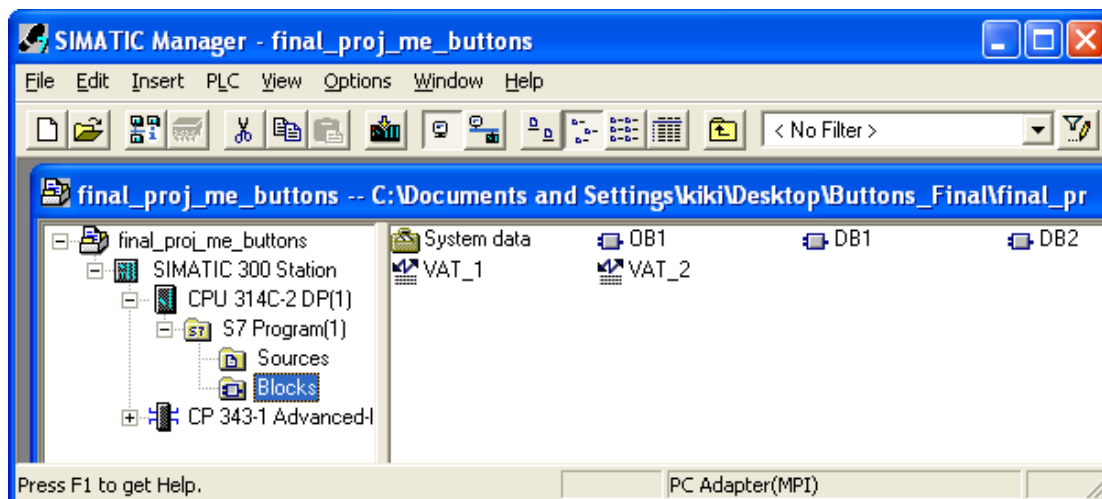 SIMATIC Manager - final_proj_me_buttons
File Edit Insert PLC View Options Window Help
< No Filter >
final_proj_me_buttons -- C:\Documents and Settings\kiki\Desktop\Buttons_Final\final_pr
final_proj_me_buttons
SIMATIC 300 Station
CPU 314C-2 DP(1)
S7 Program(1)
Sources
Blocks
CP 343-1 Advanced-I
System data OB1 DB1 DB2
VAT_1 VAT_2
Press F1 to get Help. PC Adapter(MPI)